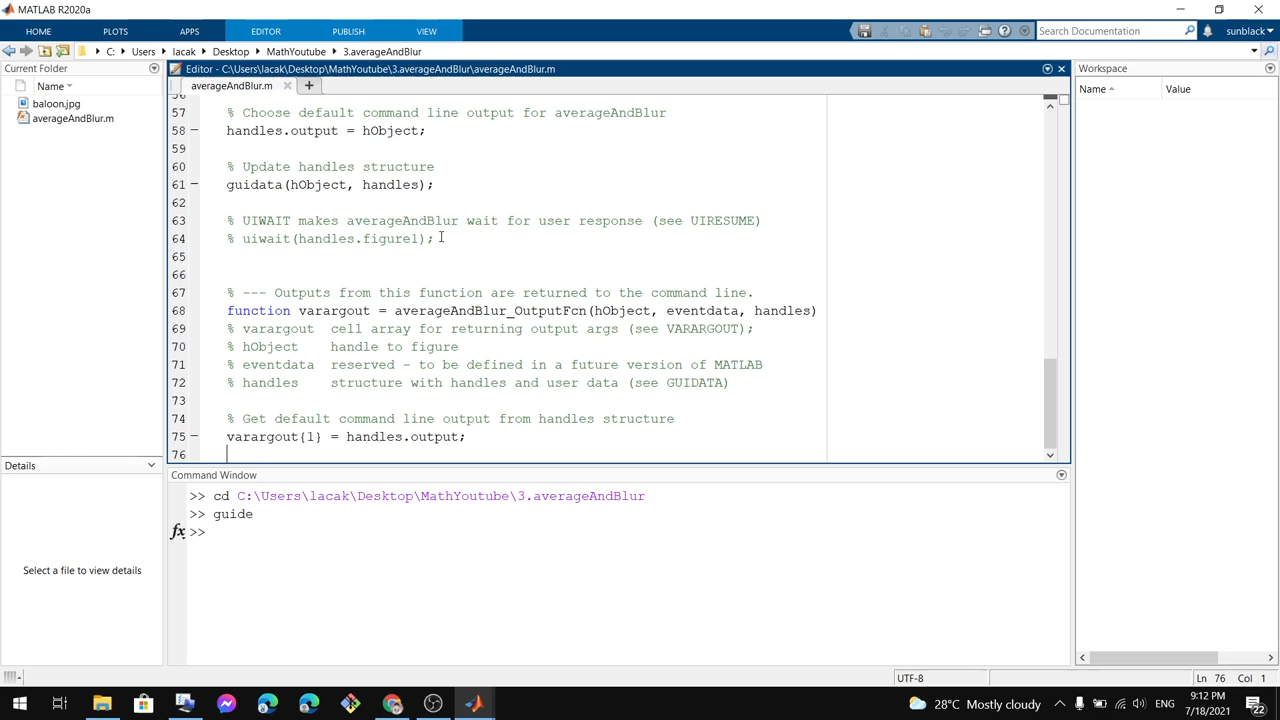 MATLAB R2020a
HOME PLOTS APPS EDITOR PUBLISH VIEW Search Documentation sunblack
C: Users lacak Desktop MathYoutube 3.averageAndBlur
Current Folder
Name
baloon.jpg
averageAndBlur.m
Editor - C:\Users\lacak\Desktop\MathYoutube\3.averageAndBlur\averageAndBlur.m
averageAndBlur.m
56
57 % Choose default command line output for averageAndBlur
58 handles.output = hObject;
59
60 % Update handles structure
61 guidata(hObject, handles);
62
63 % UIWAIT makes averageAndBlur wait for user response (see UIRESUME)
64 % uiwait(handles.figure1);
65
66
67 % --- Outputs from this function are returned to the command line.
68 function varargout = averageAndBlur_OutputFcn(hObject, eventdata, handles)
69 % varargout cell array for returning output args (see VARARGOUT);
70 % hObject handle to figure
71 % eventdata reserved - to be defined in a future version of MATLAB
72 % handles structure with handles and user data (see GUIDATA)
73
74 % Get default command line output from handles structure
75 varargout{1} = handles.output;
76
Workspace
Name Value
Details
Select a file to view details
Command Window
>> cd C:\Users\lacak\Desktop\MathYoutube\3.averageAndBlur
>> guide
fx >>
UTF-8 Ln 76 Col 1
28°C Mostly cloudy ENG 9:12 PM
7/18/2021 22